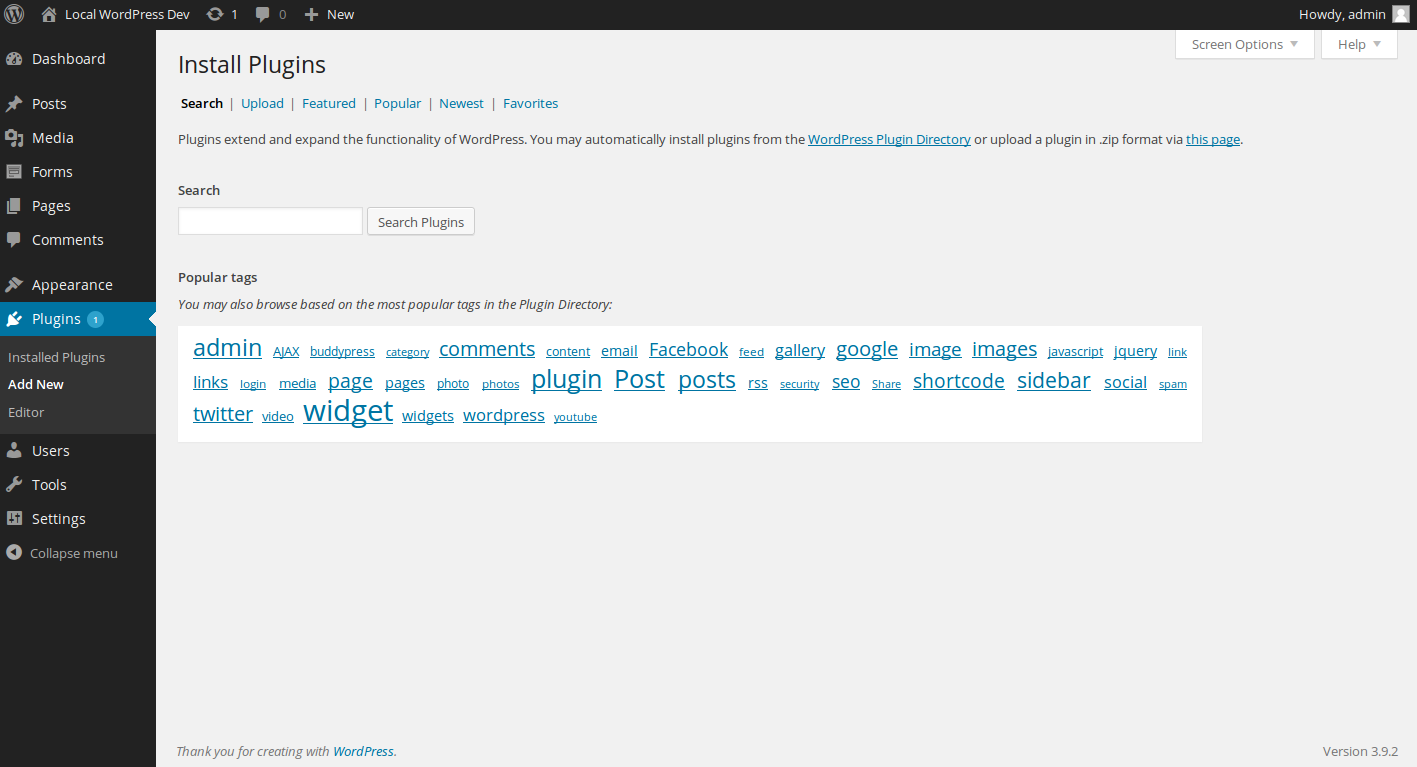 Local WordPress Dev 1 0 New Howdy, admin
Screen Options Help
Dashboard
Posts
Media
Forms
Pages
Comments
Appearance
Plugins 1
Installed Plugins
Add New
Editor
Users
Tools
Settings
Collapse menu
Install Plugins
Search | Upload | Featured | Popular | Newest | Favorites
Plugins extend and expand the functionality of WordPress. You may automatically install plugins from the WordPress Plugin Directory or upload a plugin in .zip format via this page.
Search
Search Plugins
Popular tags
You may also browse based on the most popular tags in the Plugin Directory:
admin AJAX buddypress category comments content email Facebook feed gallery google image images javascript jquery link
links login media page pages photo photos plugin Post posts rss security seo Share shortcode sidebar social spam
twitter video widget widgets wordpress youtube
Thank you for creating with WordPress. Version 3.9.2